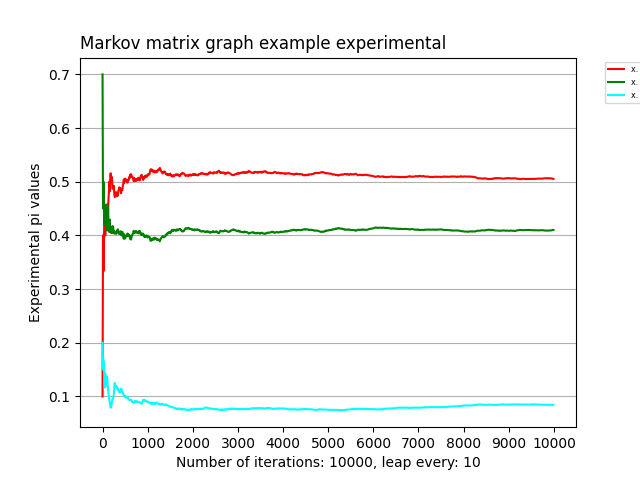 Markov matrix graph example experimental
0.7
0.6
0.5
0.4
0.3
0.2
0.1
Experimental pi values
0 1000 2000 3000 4000 5000 6000 7000 8000 9000 10000
Number of iterations: 10000, leap every: 10
x.
x.
x.